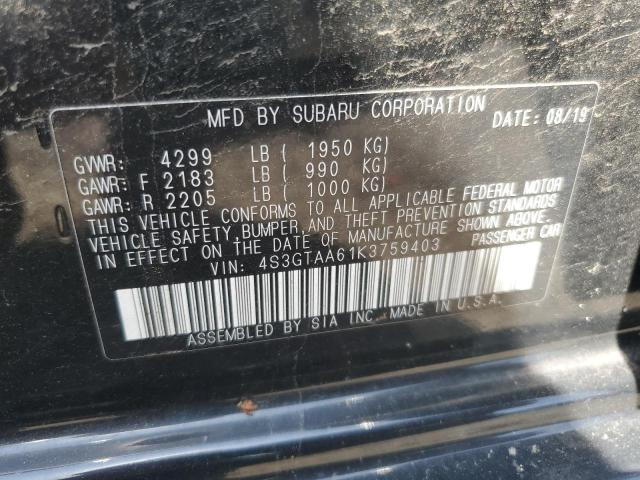 MFD BY SUBARU CORPORATION DATE: 08/19
GVWR: 4299 LB ( 1950 KG)
GAWR: F 2183 LB ( 990 KG)
GAWR: R 2205 LB ( 1000 KG)
THIS VEHICLE CONFORMS TO ALL APPLICABLE FEDERAL MOTOR
VEHICLE SAFETY, BUMPER, AND THEFT PREVENTION STANDARDS
IN EFFECT ON THE DATE OF MANUFACTURE SHOWN ABOVE.
VIN: 4S3GTAA61K3759403 PASSENGER CAR
ASSEMBLED BY SIA INC. MADE IN U.S.A.